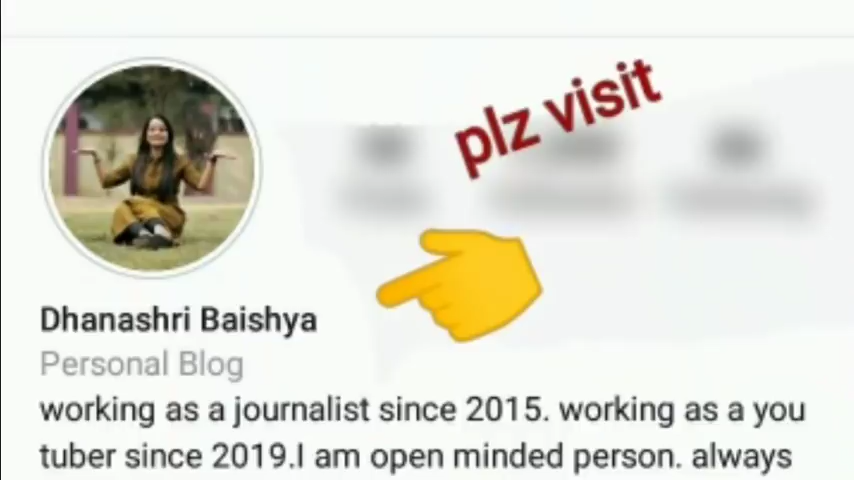 plz visit
Dhanashri Baishya
Personal Blog
working as a journalist since 2015. working as a you
tuber since 2019.I am open minded person. always